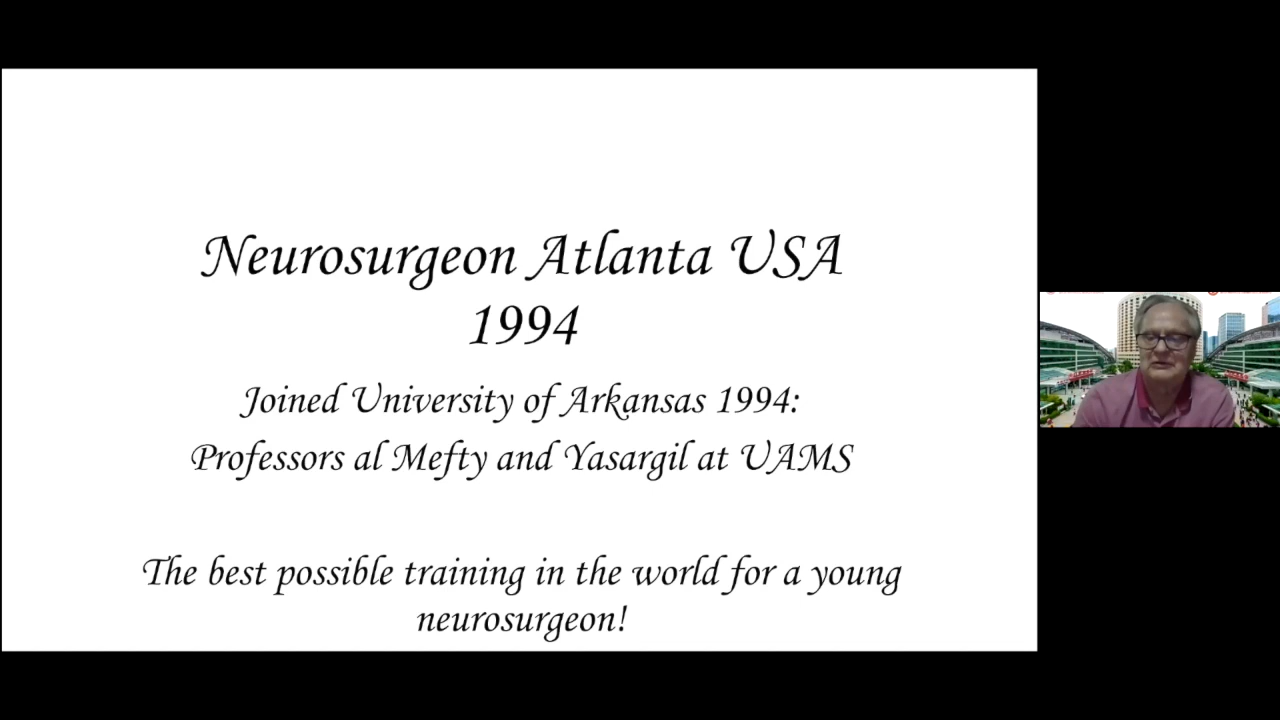 Neurosurgeon Atlanta USA
1994
Joined University of Arkansas 1994:
Professors al Mefty and Yasargil at UAMS
The best possible training in the world for a young
neurosurgeon!